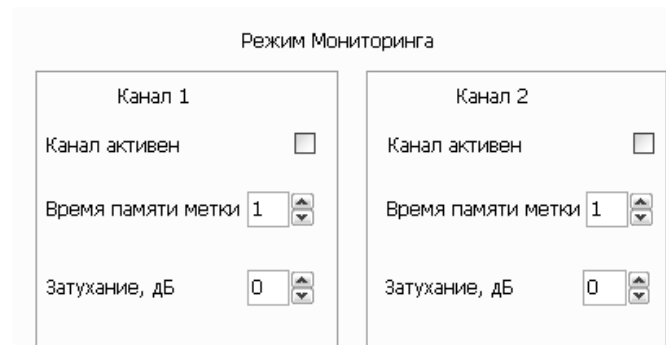 Режим Мониторинга
Канал 1
Канал активен
Время памяти метки 1
Затухание, дБ 0
Канал 2
Канал активен
Время памяти метки 1
Затухание, дБ 0